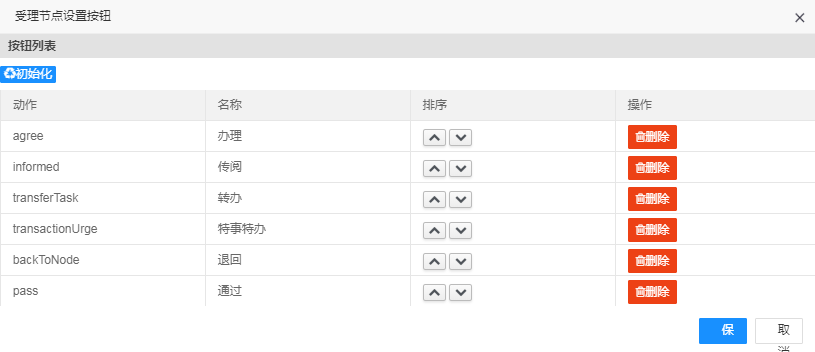 受理节点设置按钮
按钮列表
初始化
动作 名称 排序 操作
agree 办理 删除
informed 传阅 删除
transferTask 转办 删除
transactionUrge 特事特办 删除
backToNode 退回 删除
pass 通过 删除
保 取